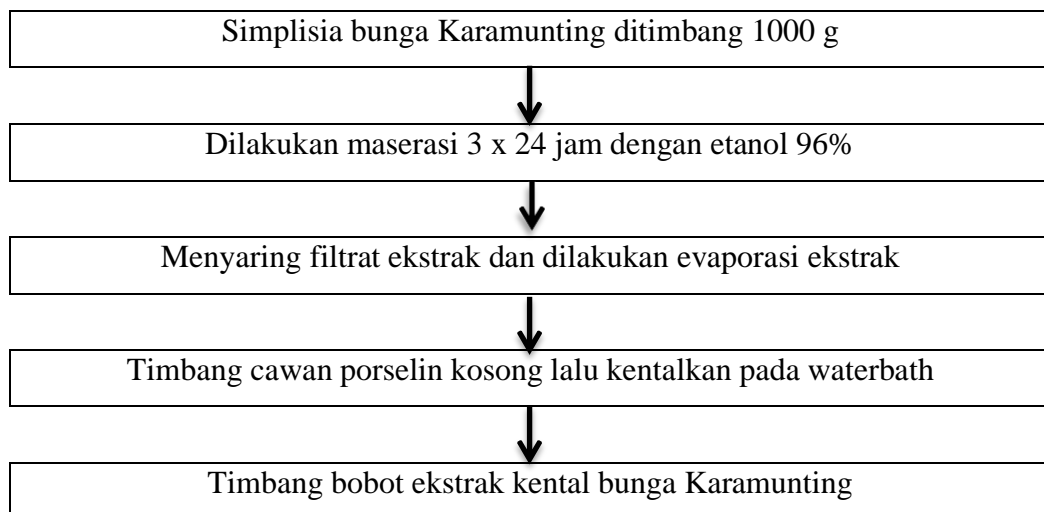 Simplisia bunga Karamunting ditimbang 1000 g
Dilakukan maserasi 3 x 24 jam dengan etanol 96%
Menyaring filtrat ekstrak dan dilakukan evaporasi ekstrak
Timbang cawan porselin kosong lalu kentalkan pada waterbath
Timbang bobot ekstrak kental bunga Karamunting